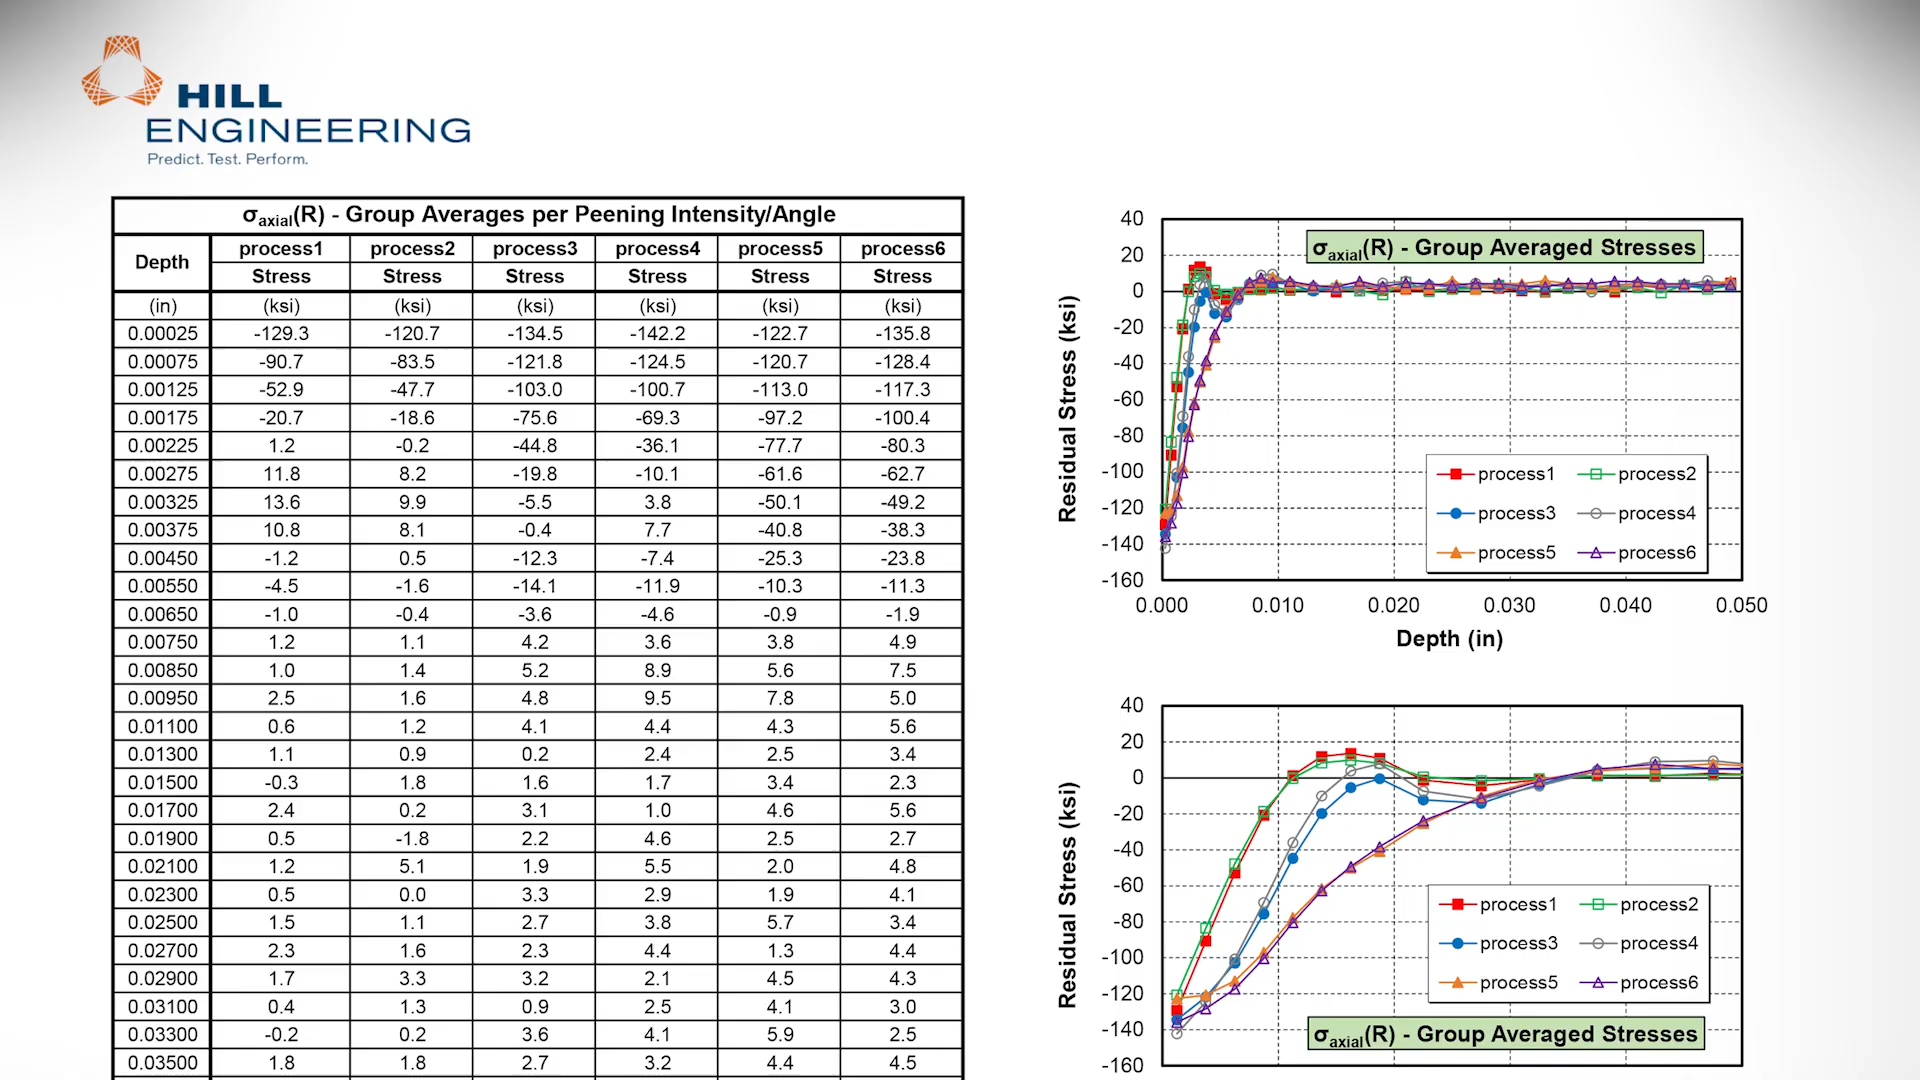 HILL
ENGINEERING
Predict. Test. Perform.
σaxial(R) - Group Averages per Peening Intensity/Angle
Depth process1 process2 process3 process4 process5 process6
Stress Stress Stress Stress Stress Stress
(in) (ksi) (ksi) (ksi) (ksi) (ksi) (ksi)
0.00025 -129.3 -120.7 -134.5 -142.2 -122.7 -135.8
0.00075 -90.7 -83.5 -121.8 -124.5 -120.7 -128.4
0.00125 -52.9 -47.7 -103.0 -100.7 -113.0 -117.3
0.00175 -20.7 -18.6 -75.6 -69.3 -97.2 -100.4
0.00225 1.2 -0.2 -44.8 -36.1 -77.7 -80.3
0.00275 11.8 8.2 -19.8 -10.1 -61.6 -62.7
0.00325 13.6 9.9 -5.5 3.8 -50.1 -49.2
0.00375 10.8 8.1 -0.4 7.7 -40.8 -38.3
0.00450 -1.2 0.5 -12.3 -7.4 -25.3 -23.8
0.00550 -4.5 -1.6 -14.1 -11.9 -10.3 -11.3
0.00650 -1.0 -0.4 -3.6 -4.6 -0.9 -1.9
0.00750 1.2 1.1 4.2 3.6 3.8 4.9
0.00850 1.0 1.4 5.2 8.9 5.6 7.5
0.00950 2.5 1.6 4.8 9.5 7.8 5.0
0.01100 0.6 1.2 4.1 4.4 4.3 5.6
0.01300 1.1 0.9 0.2 2.4 2.5 3.4
0.01500 -0.3 1.8 1.6 1.7 3.4 2.3
0.01700 2.4 0.2 3.1 1.0 4.6 5.6
0.01900 0.5 -1.8 2.2 4.6 2.5 2.7
0.02100 1.2 5.1 1.9 5.5 2.0 4.8
0.02300 0.5 0.0 3.3 2.9 1.9 4.1
0.02500 1.5 1.1 2.7 3.8 5.7 3.4
0.02700 2.3 1.6 2.3 4.4 1.3 4.4
0.02900 1.7 3.3 3.2 2.1 4.5 4.3
0.03100 0.4 1.3 0.9 2.5 4.1 3.0
0.03300 -0.2 0.2 3.6 4.1 5.9 2.5
0.03500 1.8 1.8 2.7 3.2 4.4 4.5
Residual Stress (ksi)
40
20
0
-20
-40
-60
-80
-100
-120
-140
-160
σaxial(R) - Group Averaged Stresses
process1 process2
process3 process4
process5 process6
0.000 0.010 0.020 0.030 0.040 0.050
Depth (in)
Residual Stress (ksi)
40
20
0
-20
-40
-60
-80
-100
-120
-140
-160
process1 process2
process3 process4
process5 process6
σaxial(R) - Group Averaged Stresses